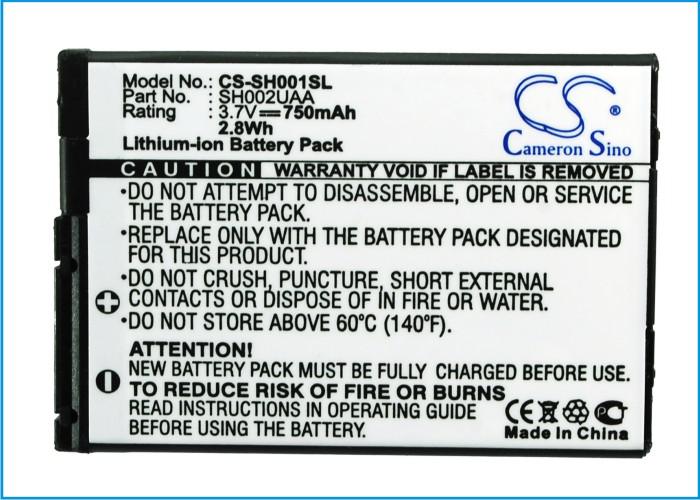 Model No.: CS-SH001SL
Part No.: SH002UAA
Rating : 3.7V⎓750mAh
2.8Wh
Lithium-ion Battery Pack
CS
Cameron Sino
CAUTION WARRANTY VOID IF LABEL IS REMOVED!
•DO NOT ATTEMPT TO DISASSEMBLE, OPEN OR SERVICE
THE BATTERY PACK.
•REPLACE ONLY WITH THE BATTERY PACK DESIGNED FOR
THIS PRODUCT.
•DO NOT CRUSH, PUNCTURE, SHORT EXTERNAL
CONTACTS OR DISPOSE OF IN FIRE OR WATER.
•DO NOT STORE ABOVE 60°C (140°F).
ATTENTION!
NEW BATTERY PACK MUST BE FULLY CHARGED BEFORE USE
TO REDUCE RISK OF FIRE OR BURNS
READ INSTRUCTIONS IN OPERATING GUIDE
BEFORE USING.
CE
Made in China